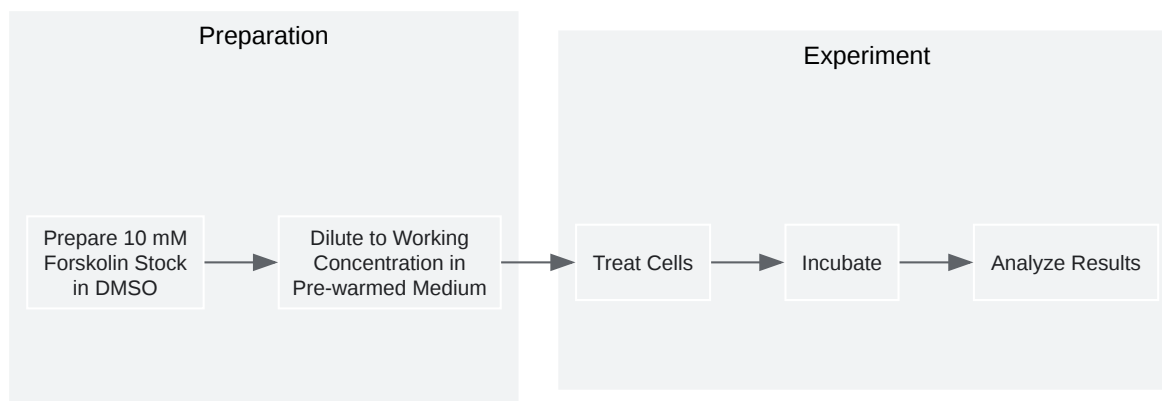 Preparation
Experiment
Prepare 10 mM
Forskolin Stock
in DMSO
Dilute to Working
Concentration in
Pre-warmed Medium
Treat Cells
Incubate
Analyze Results